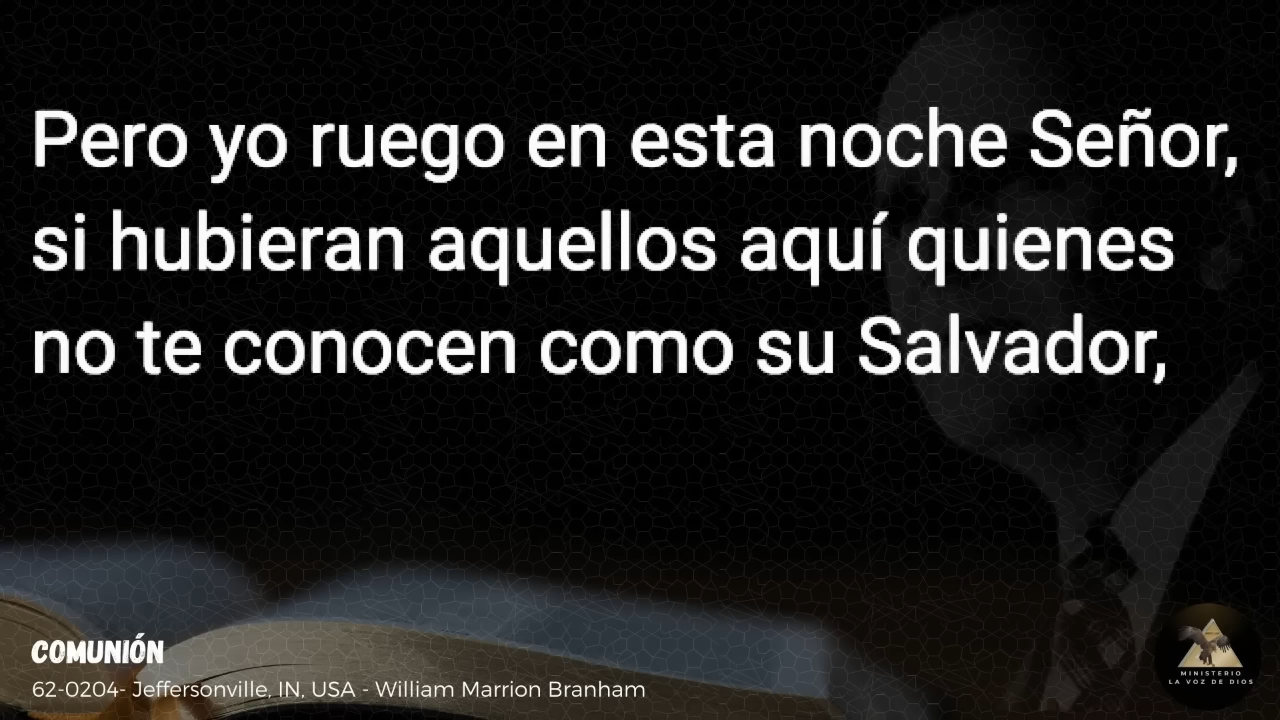 Pero yo ruego en esta noche Señor,
si hubieran aquellos aquí quienes
no te conocen como su Salvador,
COMUNIÓN
62-0204- Jeffersonville, IN, USA - William Marrion Branham
MINISTERIO
LA VOZ DE DIOS